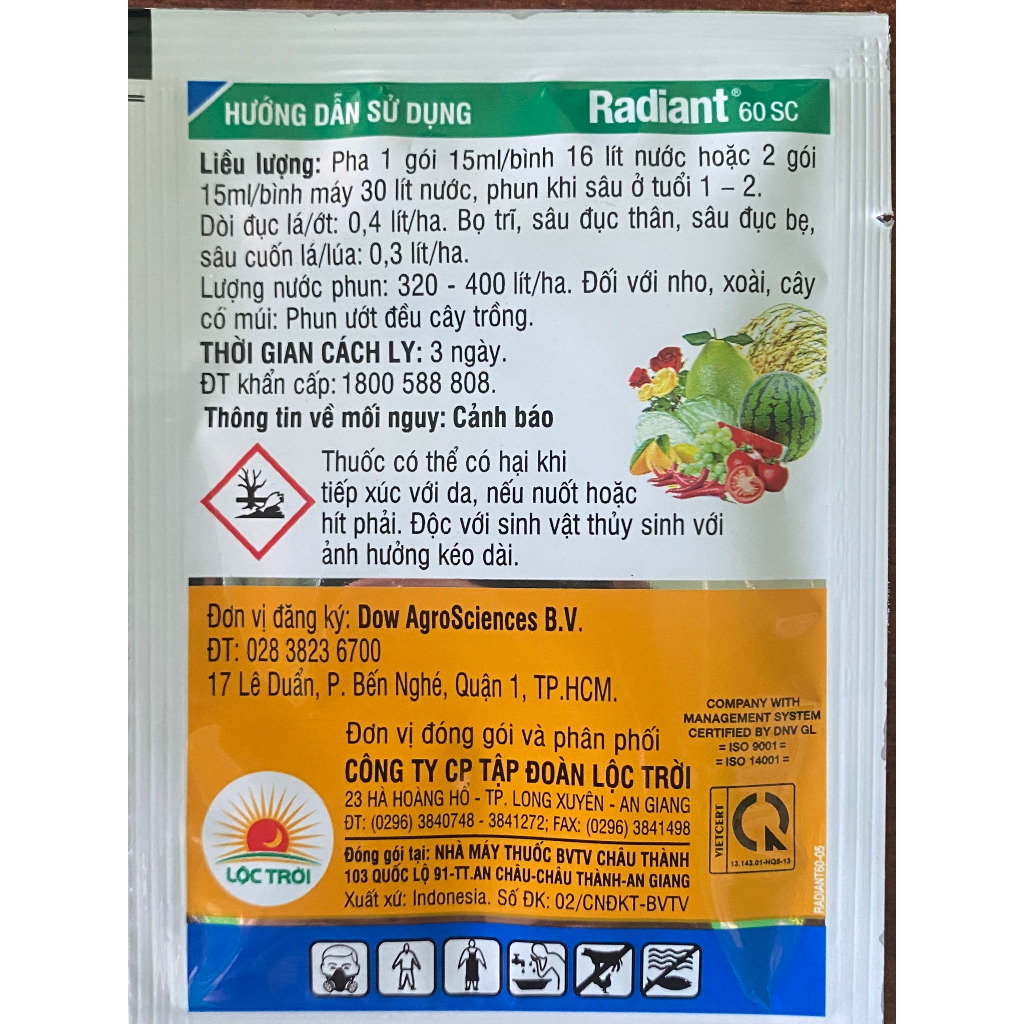 HƯỚNG DẪN SỬ DỤNG
Radiant® 60 SC
Liều lượng: Pha 1 gói 15ml/bình 16 lít nước hoặc 2 gói
15ml/bình máy 30 lít nước, phun khi sâu ở tuổi 1 – 2.
Dòi đục lá/ớt: 0,4 lít/ha. Bọ trĩ, sâu đục thân, sâu đục bẹ,
sâu cuốn lá/lúa: 0,3 lít/ha.
Lượng nước phun: 320 - 400 lít/ha. Đối với nho, xoài, cây
có múi: Phun ướt đều cây trồng.
THỜI GIAN CÁCH LY: 3 ngày.
ĐT khẩn cấp: 1800 588 808.
Thông tin về mối nguy: Cảnh báo
Thuốc có thể có hại khi
tiếp xúc với da, nếu nuốt hoặc
hít phải. Độc với sinh vật thủy sinh với
ảnh hưởng kéo dài.
Đơn vị đăng ký: Dow AgroSciences B.V.
ĐT: 028 3823 6700
17 Lê Duẩn, P. Bến Nghé, Quận 1, TP.HCM.
COMPANY WITH
MANAGEMENT SYSTEM
CERTIFIED BY DNV GL
= ISO 9001 =
= ISO 14001 =
Đơn vị đóng gói và phân phối
CÔNG TY CP TẬP ĐOÀN LỘC TRỜI
23 HÀ HOÀNG HỔ - TP. LONG XUYÊN - AN GIANG
ĐT: (0296) 3840748 - 3841272; FAX: (0296) 3841498
Đóng gói tại: NHÀ MÁY THUỐC BVTV CHÂU THÀNH
103 QUỐC LỘ 91-TT.AN CHÂU-CHÂU THÀNH-AN GIANG
Xuất xứ: Indonesia. Số ĐK: 02/CNĐKT-BVTV
LỘC TRỜI
VIETCERT
13.143.01-HQ5-13
RADIANT60-05